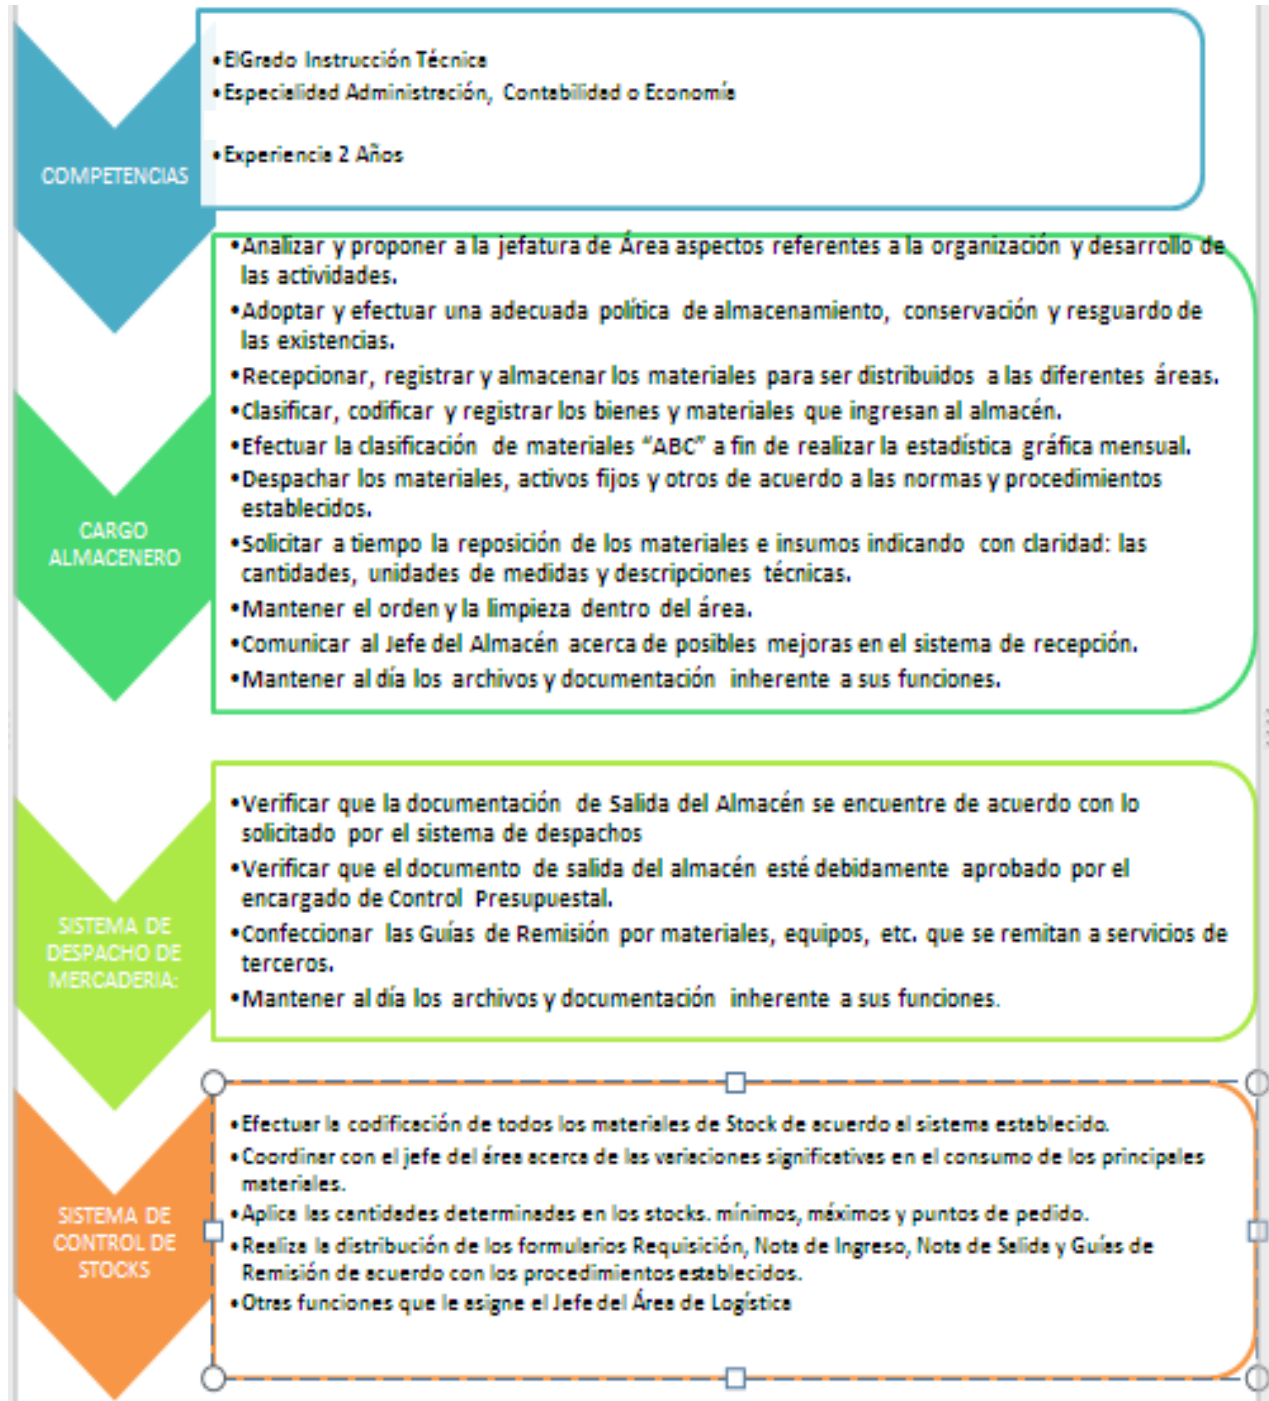 COMPETENCIAS
•ElGrado Instrucción Técnica
•Especialidad Administración, Contabilidad o Economía
•Experiencia 2 Años
CARGO
ALMACENERO
•Analizar y proponer a la jefatura de Área aspectos referentes a la organización y desarrollo de
las actividades.
•Adoptar y efectuar una adecuada política de almacenamiento, conservación y resguardo de
las existencias.
•Recepcionar, registrar y almacenar los materiales para ser distribuidos a las diferentes áreas.
•Clasificar, codificar y registrar los bienes y materiales que ingresan al almacén.
•Efectuar la clasificación de materiales “ABC” a fin de realizar la estadística gráfica mensual.
•Despachar los materiales, activos fijos y otros de acuerdo a las normas y procedimientos
establecidos.
•Solicitar a tiempo la reposición de los materiales e insumos indicando con claridad: las
cantidades, unidades de medidas y descripciones técnicas.
•Mantener el orden y la limpieza dentro del área.
•Comunicar al Jefe del Almacén acerca de posibles mejoras en el sistema de recepción.
•Mantener al día los archivos y documentación inherente a sus funciones.
SISTEMA DE
DESPACHO DE
MERCADERIA:
•Verificar que la documentación de Salida del Almacén se encuentre de acuerdo con lo
solicitado por el sistema de despachos
•Verificar que el documento de salida del almacén esté debidamente aprobado por el
encargado de Control Presupuestal.
•Confeccionar las Guías de Remisión por materiales, equipos, etc. que se remitan a servicios de
terceros.
•Mantener al día los archivos y documentación inherente a sus funciones.
SISTEMA DE
CONTROL DE
STOCKS
•Efectuar la codificación de todos los materiales de Stock de acuerdo al sistema establecido.
•Coordinar con el jefe del área acerca de las variaciones significativas en el consumo de los principales
materiales.
•Aplica las cantidades determinadas en los stocks. mínimos, máximos y puntos de pedido.
•Realiza la distribución de los formularios Requisición, Nota de Ingreso, Nota de Salida y Guías de
Remisión de acuerdo con los procedimientos establecidos.
•Otras funciones que le asigne el Jefe del Área de Logística